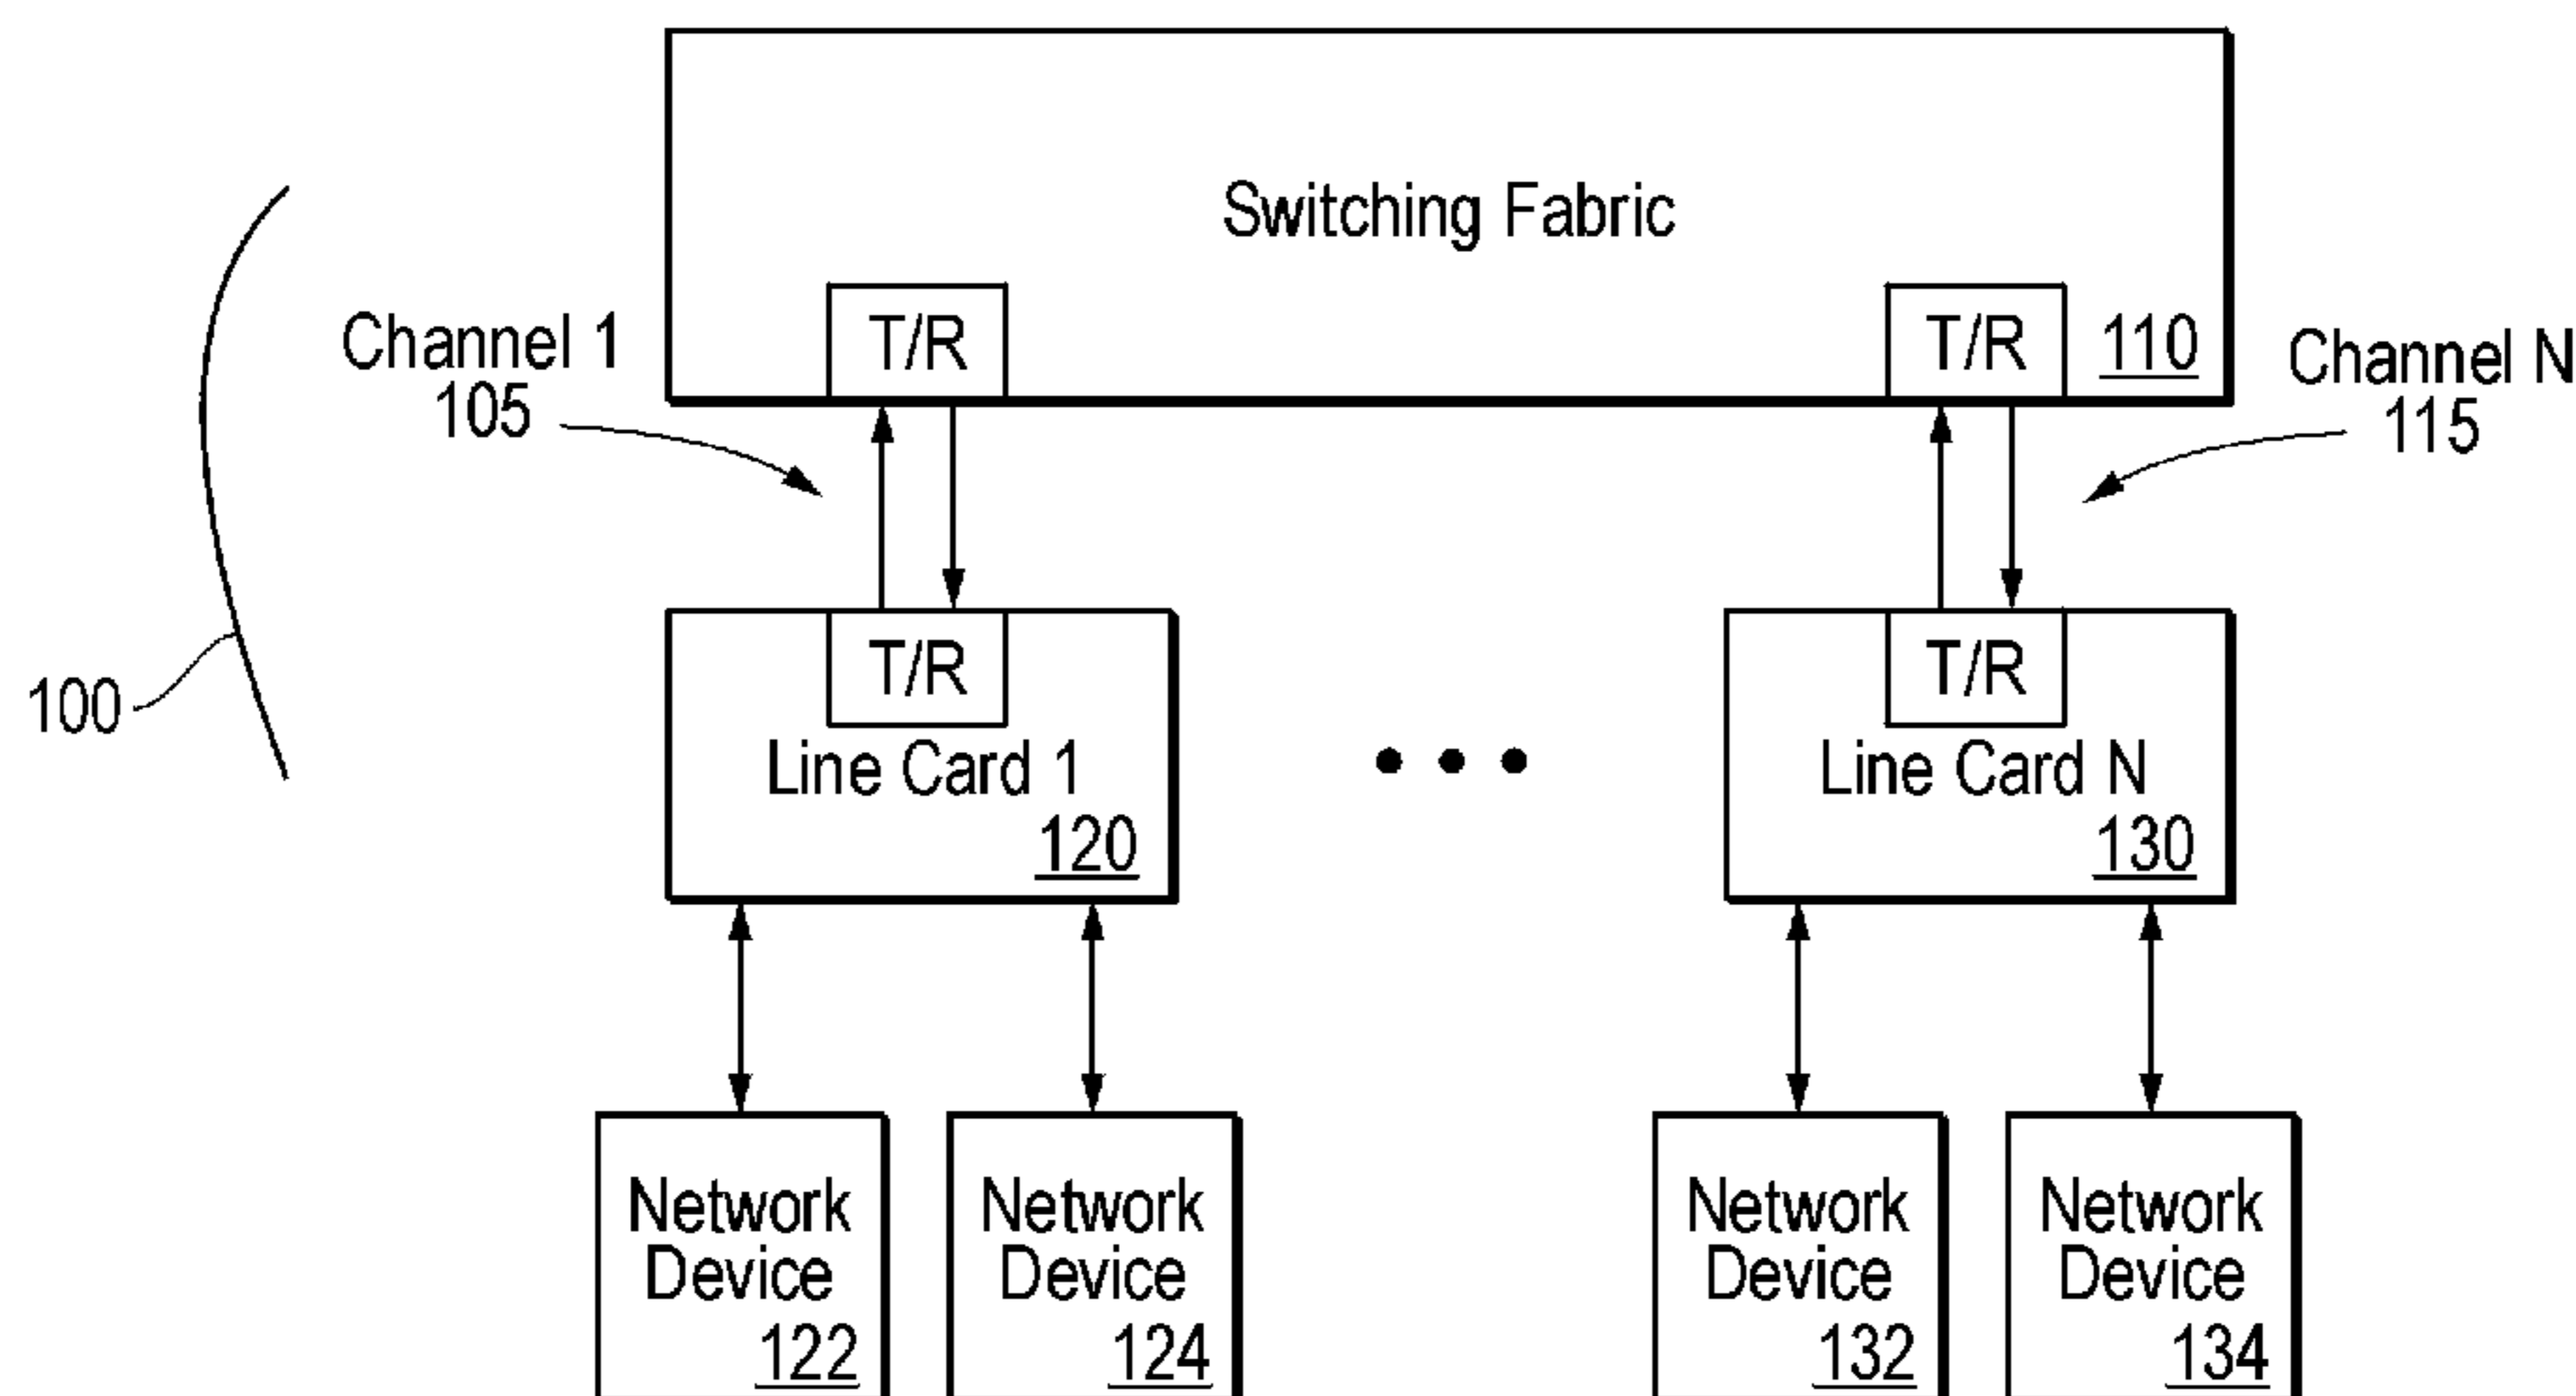 Switching Fabric
T/R
T/R
110
Channel 1
105
Channel N
115
100
T/R
T/R
Line Card 1
120
Line Card N
130
Network
Device
122
Network
Device
124
Network
Device
132
Network
Device
134